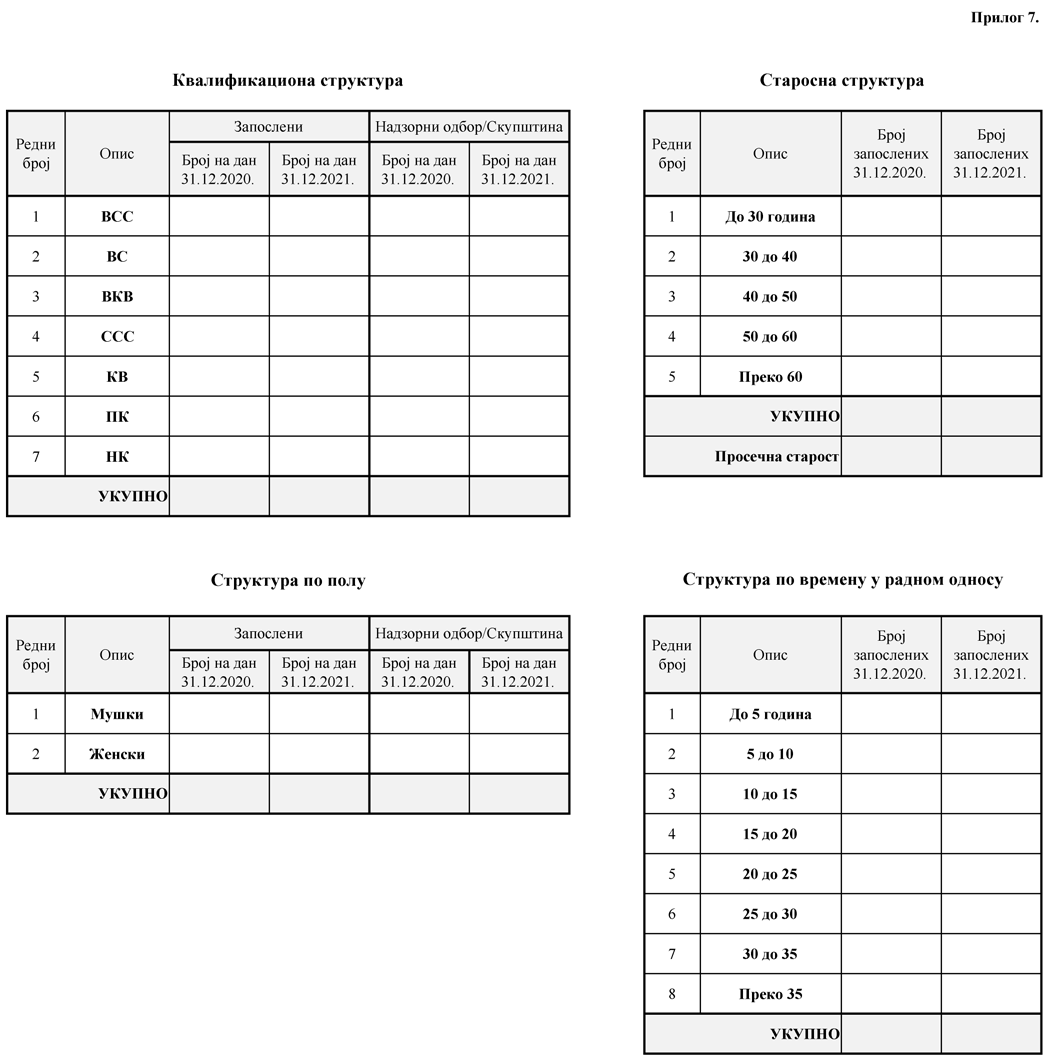 Прилог 7.
Квалификациона структура
Редни број
Опис
Запослени
Надзорни одбор/Скупштина
Број на дан 31.12.2020.
Број на дан 31.12.2021.
Број на дан 31.12.2020.
Број на дан 31.12.2021.
1 ВСС
2 ВС
3 ВКВ
4 ССС
5 КВ
6 ПК
7 НК
УКУПНО
Старосна структура
Редни број
Опис
Број запослених 31.12.2020.
Број запослених 31.12.2021.
1 До 30 година
2 30 до 40
3 40 до 50
4 50 до 60
5 Преко 60
УКУПНО
Просечна старост
Структура по полу
Редни број
Опис
Запослени
Надзорни одбор/Скупштина
Број на дан 31.12.2020.
Број на дан 31.12.2021.
Број на дан 31.12.2020.
Број на дан 31.12.2021.
1 Мушки
2 Женски
УКУПНО
Структура по времену у радном односу
Редни број
Опис
Број запослених 31.12.2020.
Број запослених 31.12.2021.
1 До 5 година
2 5 до 10
3 10 до 15
4 15 до 20
5 20 до 25
6 25 до 30
7 30 до 35
8 Преко 35
УКУПНО